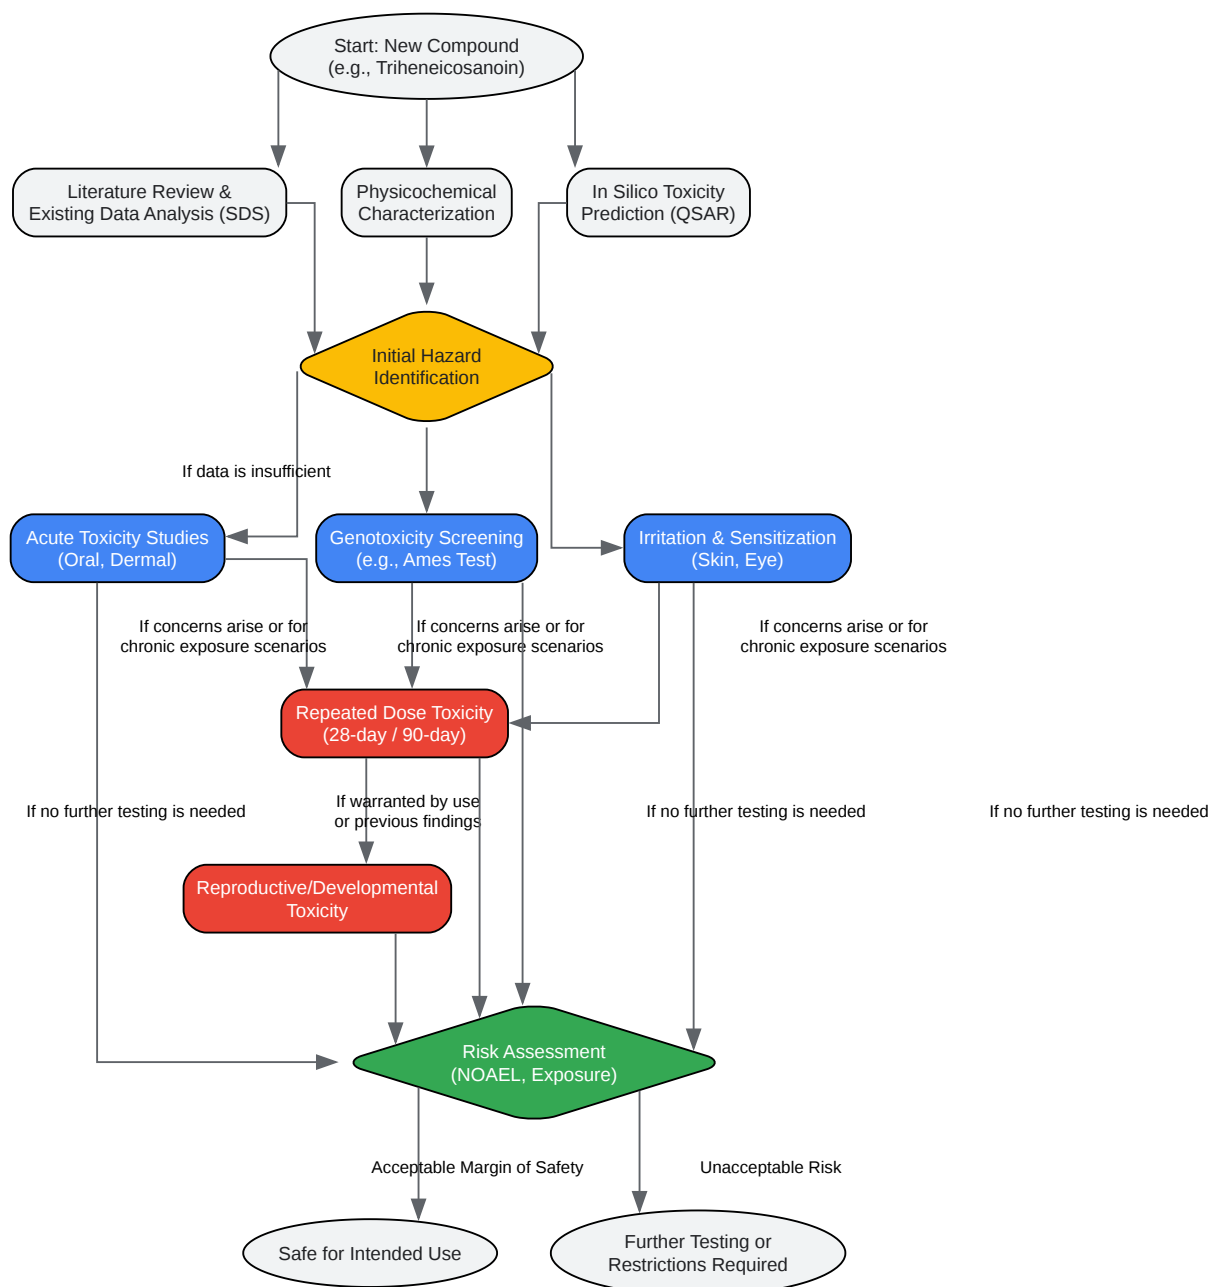 Start: New Compound
(e.g., Triheneicosanoin)
Literature Review &
Existing Data Analysis (SDS)
Physicochemical
Characterization
In Silico Toxicity
Prediction (QSAR)
Initial Hazard
Identification
If data is insufficient
Acute Toxicity Studies
(Oral, Dermal)
Genotoxicity Screening
(e.g., Ames Test)
Irritation & Sensitization
(Skin, Eye)
If concerns arise or for
chronic exposure scenarios
If concerns arise or for
chronic exposure scenarios
If concerns arise or for
chronic exposure scenarios
Repeated Dose Toxicity
(28-day / 90-day)
If no further testing is needed
If warranted by use
or previous findings
If no further testing is needed
If no further testing is needed
Reproductive/Developmental
Toxicity
Risk Assessment
(NOAEL, Exposure)
Acceptable Margin of Safety
Unacceptable Risk
Safe for Intended Use
Further Testing or
Restrictions Required